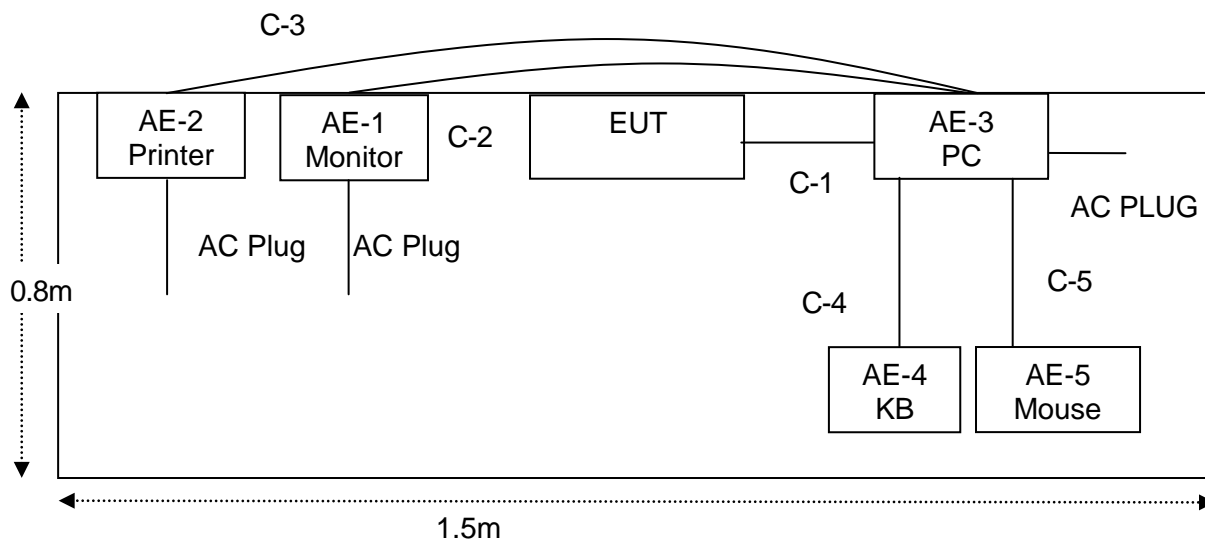 C-3
AE-2
Printer
AE-1
Monitor
C-2
EUT
C-1
AE-3
PC
AC PLUG
AC Plug
AC Plug
0.8m
C-4
C-5
AE-4
KB
AE-5
Mouse
1.5m